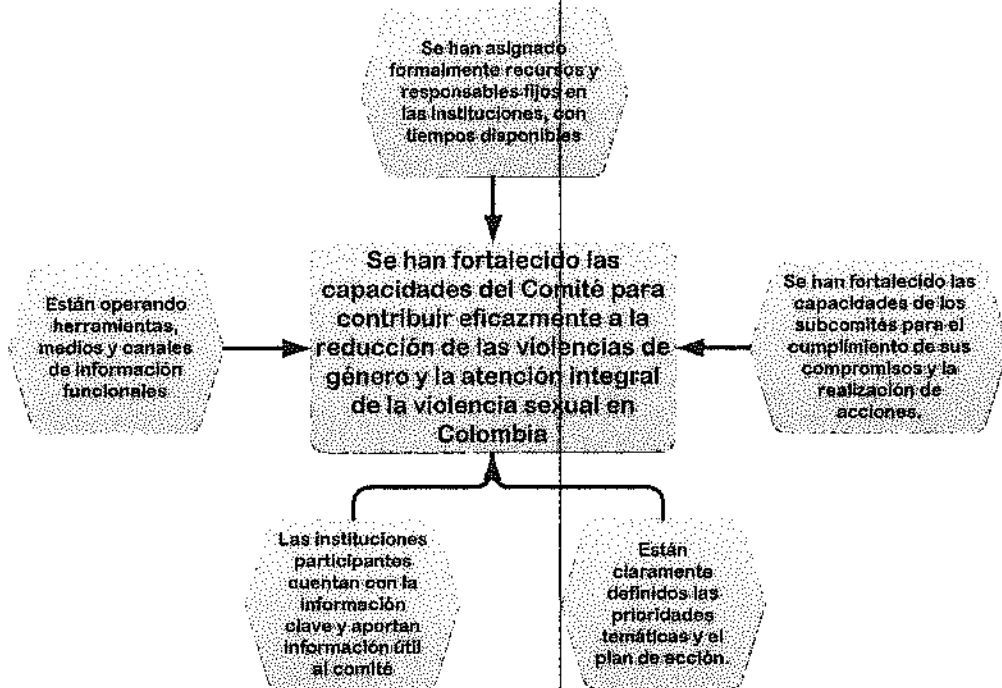 Se han asignado
formalmente recursos y
responsables fijos en
las instituciones, con
tiempos disponibles
Están operando
herramientas,
medios y canales
de información
funcionales
Se han fortalecido las
capacidades del Comité para
contribuir eficazmente a la
reducción de las violencias de
género y la atención integral
de la violencia sexual en
Colombia
Se han fortalecido las
capacidades de los
subcomités para el
cumplimiento de sus
compromisos y la
realización de
acciones.
Las instituciones
participantes
cuentan con la
información
clave y aportan
información útil
al comité
Están
claramente
definidos las
prioridades
temáticas y el
plan de acción.